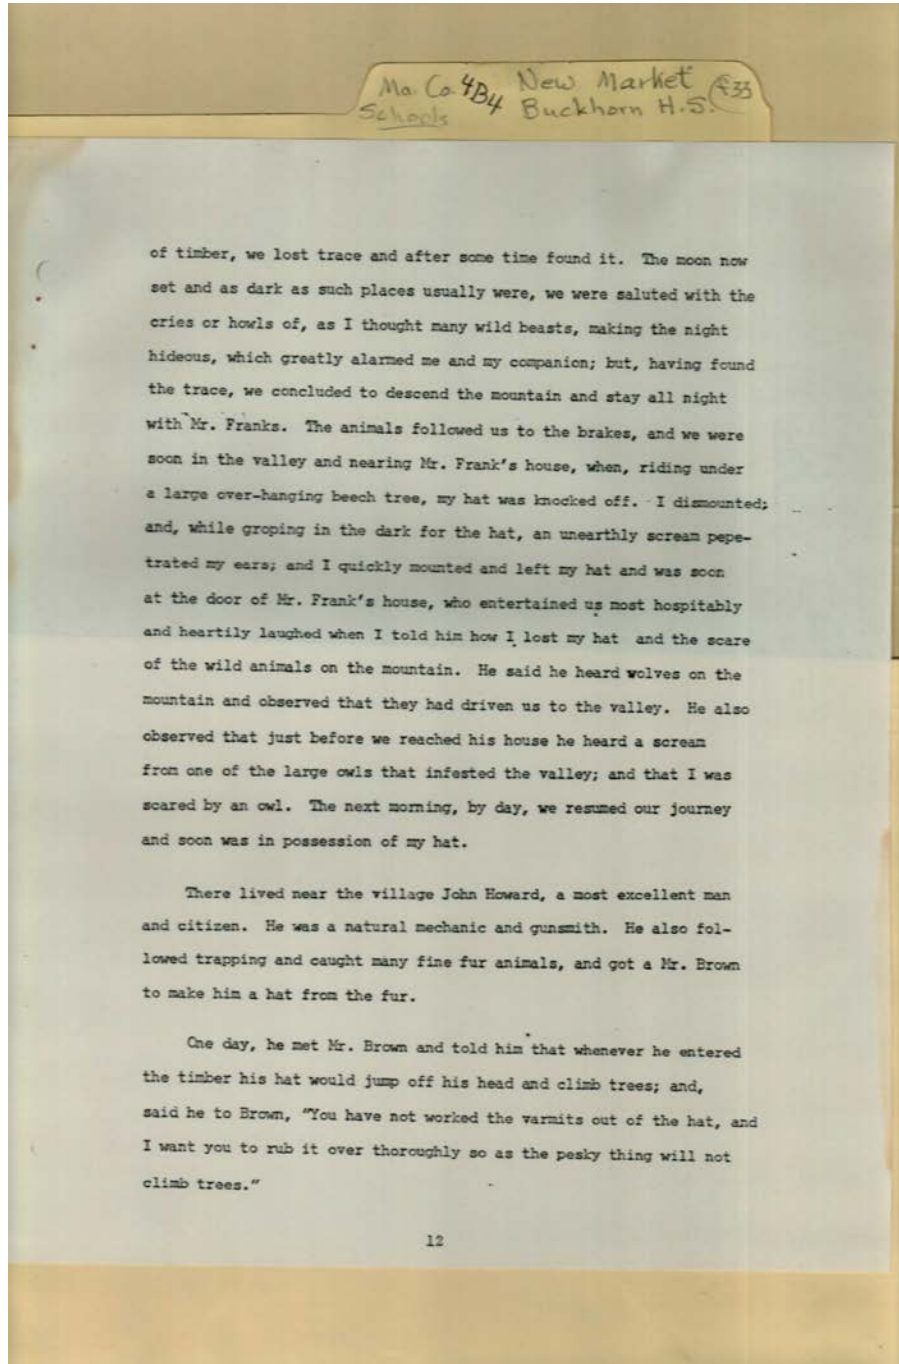 Ma. Co. 4B4 New Market
Schools Buckhorn H.S.
of timber, we lost trace and after some time found it. The moon now
set and as dark as such places usually were, we were saluted with the
cries or howls of, as I thought many wild beasts, making the night
hideous, which greatly alarmed me and my companion; but, having found
the trace, we concluded to descend the mountain and stay all night
with Mr. Franks. The animals followed us to the brakes, and we were
soon in the valley and nearing Mr. Frank's house, when, riding under
a large over-hanging beech tree, my hat was knocked off. I dismounted;
and, while groping in the dark for the hat, an unearthly scream pepe-
trated my ears; and I quickly mounted and left my hat and was soon
at the door of Mr. Frank's house, who entertained us most hospitably
and heartily laughed when I told him how I lost my hat and the scare
of the wild animals on the mountain. He said he heard wolves on the
mountain and observed that they had driven us to the valley. He also
observed that just before we reached his house he heard a scream
from one of the large owls that infested the valley; and that I was
scared by an owl. The next morning, by day, we resumed our journey
and soon was in possession of my hat.
There lived near the village John Howard, a most excellent man
and citizen. He was a natural mechanic and gunsmith. He also fol-
lowed trapping and caught many fine fur animals, and got a Mr. Brown
to make him a hat from the fur.
One day, he met Mr. Brown and told him that whenever he entered
the timber his hat would jump off his head and climb trees; and,
said he to Brown, "You have not worked the varmits out of the hat, and
I want you to rub it over thoroughly so as the pesky thing will not
climb trees."
12